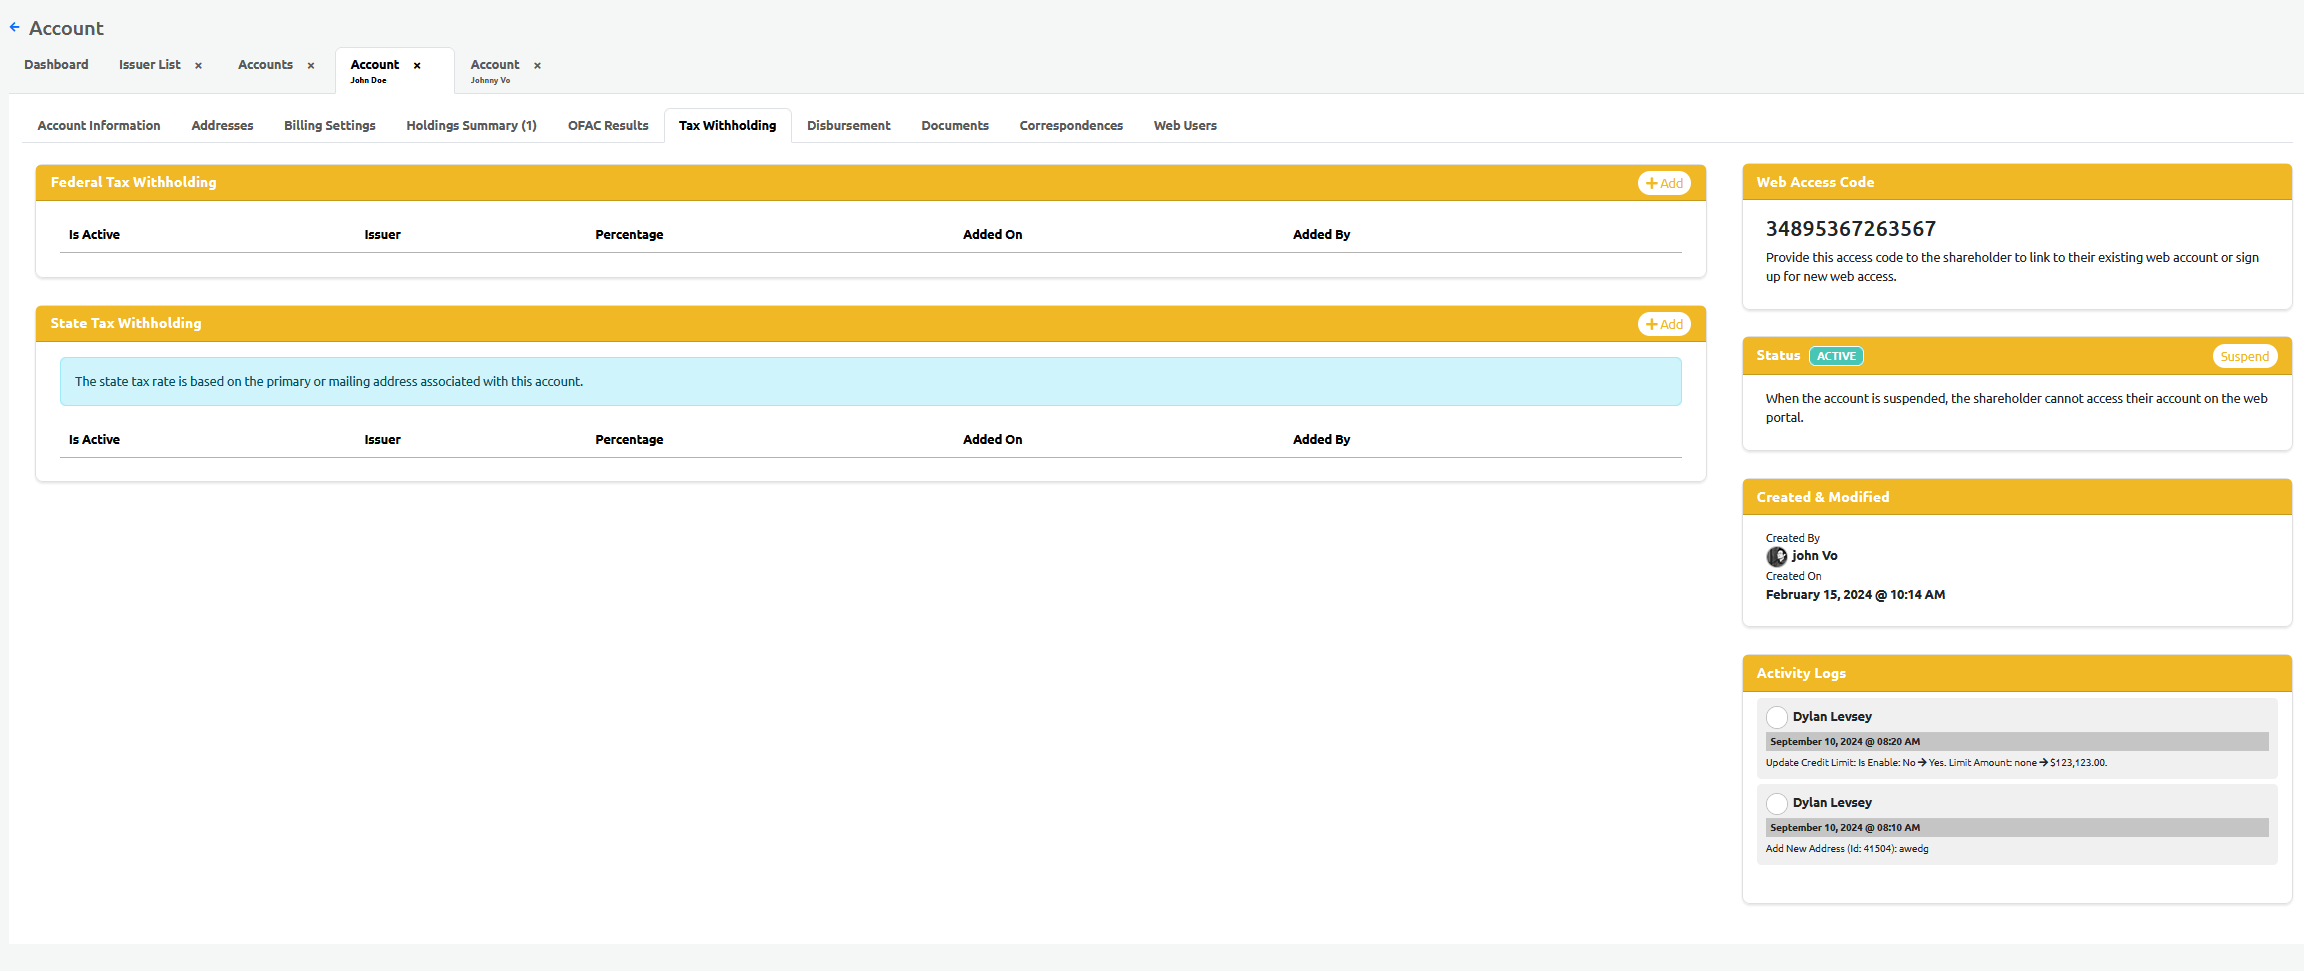 Account
Dashboard Issuer List × Accounts × Account × Account ×
John Doe Johnny Vo
Account Information Addresses Billing Settings Holdings Summary (1) OFAC Results Tax Withholding Disbursement Documents Correspondences Web Users
Federal Tax Withholding + Add
Is Active Issuer Percentage Added On Added By
State Tax Withholding + Add
The state tax rate is based on the primary or mailing address associated with this account.
Is Active Issuer Percentage Added On Added By
Web Access Code
34895367263567
Provide this access code to the shareholder to link to their existing web account or sign
up for new web access.
Status ACTIVE Suspend
When the account is suspended, the shareholder cannot access their account on the web
portal.
Created & Modified
Created By
john Vo
Created On
February 15, 2024 @ 10:14 AM
Activity Logs
Dylan Levsey
September 10, 2024 @ 08:20 AM
Update Credit Limit: Is Enable: No → Yes. Limit Amount: none → $123,123.00.
Dylan Levsey
September 10, 2024 @ 08:10 AM
Add New Address (Id: 41504): awedg